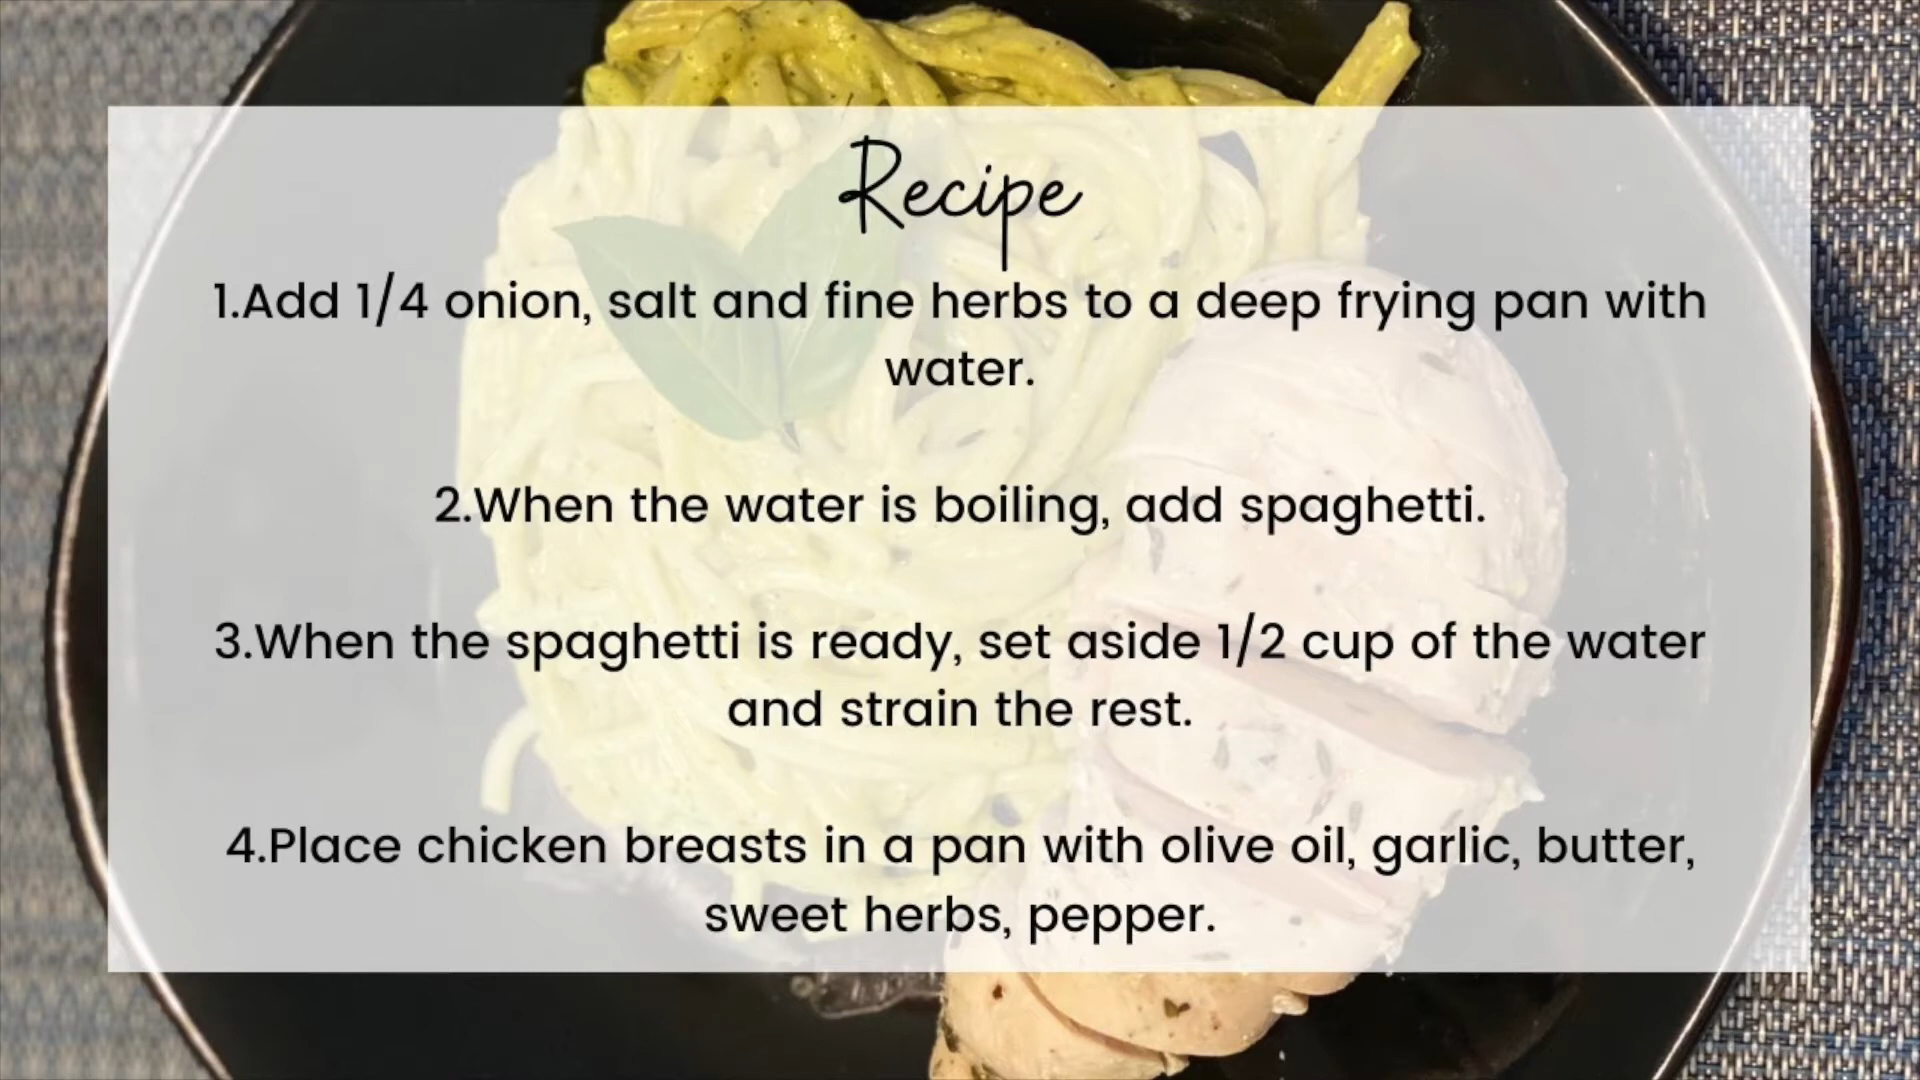 Recipe
1.Add 1/4 onion, salt and fine herbs to a deep frying pan with
water.
2.When the water is boiling, add spaghetti.
3.When the spaghetti is ready, set aside 1/2 cup of the water
and strain the rest.
4.Place chicken breasts in a pan with olive oil, garlic, butter,
sweet herbs, pepper.